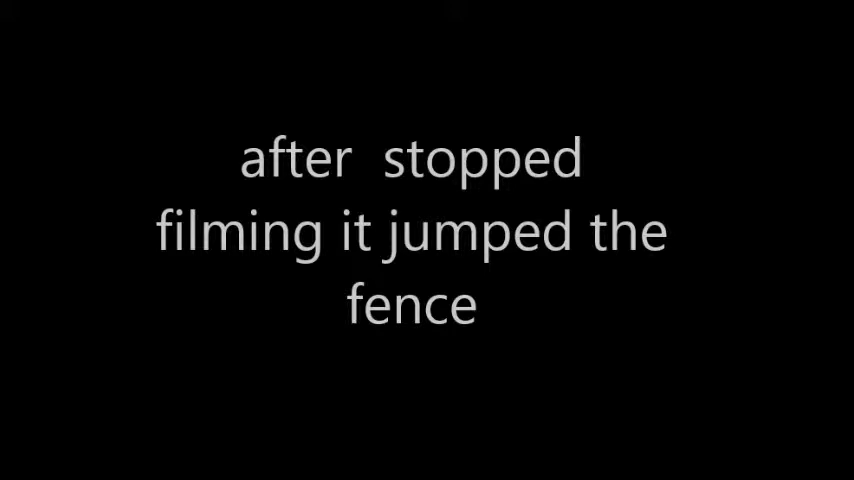 after  stopped
filming it jumped the
fence